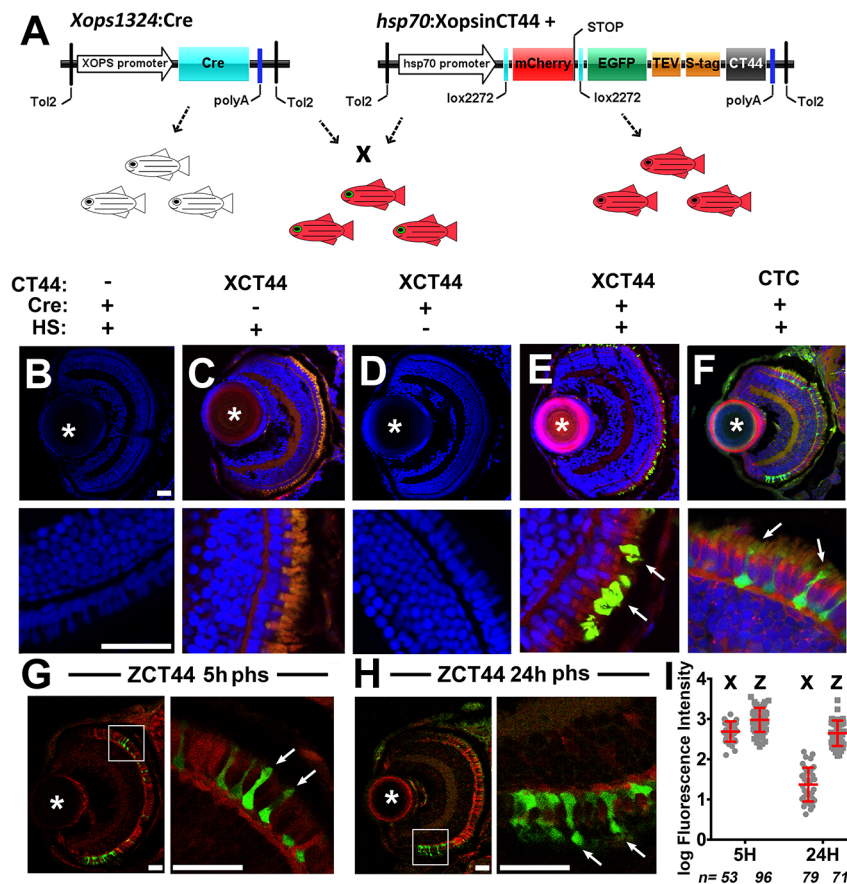 A
Xops1324:Cre
hsp70:XopsinCT44 +
STOP
XOPS promoter
Cre
hsp70 promoter
mCherry
EGFP
TEV
S-tag
CT44
Tol2
polyA
Tol2
Tol2
lox2272
lox2272
polyA
Tol2
X
CT44: - XCT44 XCT44 XCT44 CTC
Cre: + - + + +
HS: + + - + +
B
*
C
*
D
*
E
*
F
*
G
ZCT44 5h phs
*
H
ZCT44 24h phs
*
I
X Z X Z
log Fluorescence Intensity
4
3
2
1
0
5H 24H
n= 53 96 79 71